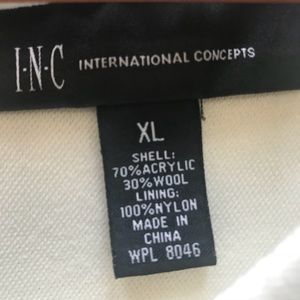 I·N·C INTERNATIONAL CONCEPTS
XL
SHELL:
70%ACRYLIC
30%WOOL
LINING:
100%NYLON
MADE IN
CHINA
WPL 8046